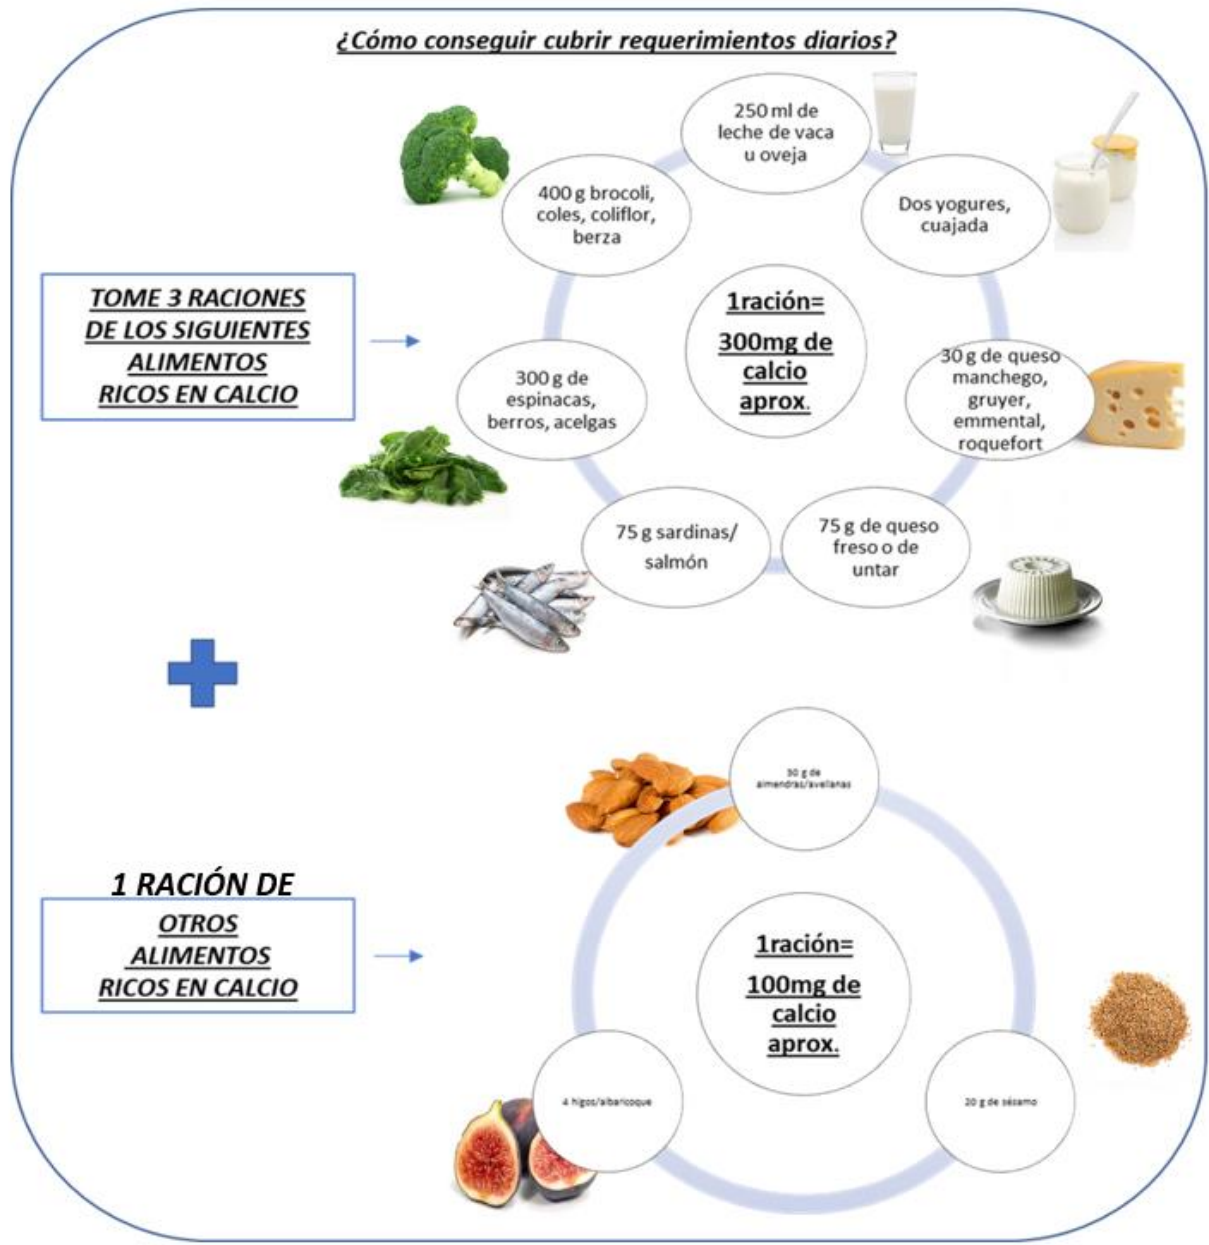 ¿Cómo conseguir cubrir requerimientos diarios?
TOME 3 RACIONES
DE LOS SIGUIENTES
ALIMENTOS
RICOS EN CALCIO
250 ml de
leche de vaca
u oveja
Dos yogures,
cuajada
30 g de queso
manchego,
gruyer,
emmental,
roquefort
75 g de queso
freso o de
untar
75 g sardinas/
salmón
300 g de
espinacas,
berros, acelgas
400 g brocoli,
coles, coliflor,
berza
1ración=
300mg de
calcio
aprox.
1 RACIÓN DE
OTROS
ALIMENTOS
RICOS EN CALCIO
30 g de
almendras/avellanas
20 g de sésamo
4 higos/albaricoque
1ración=
100mg de
calcio
aprox.